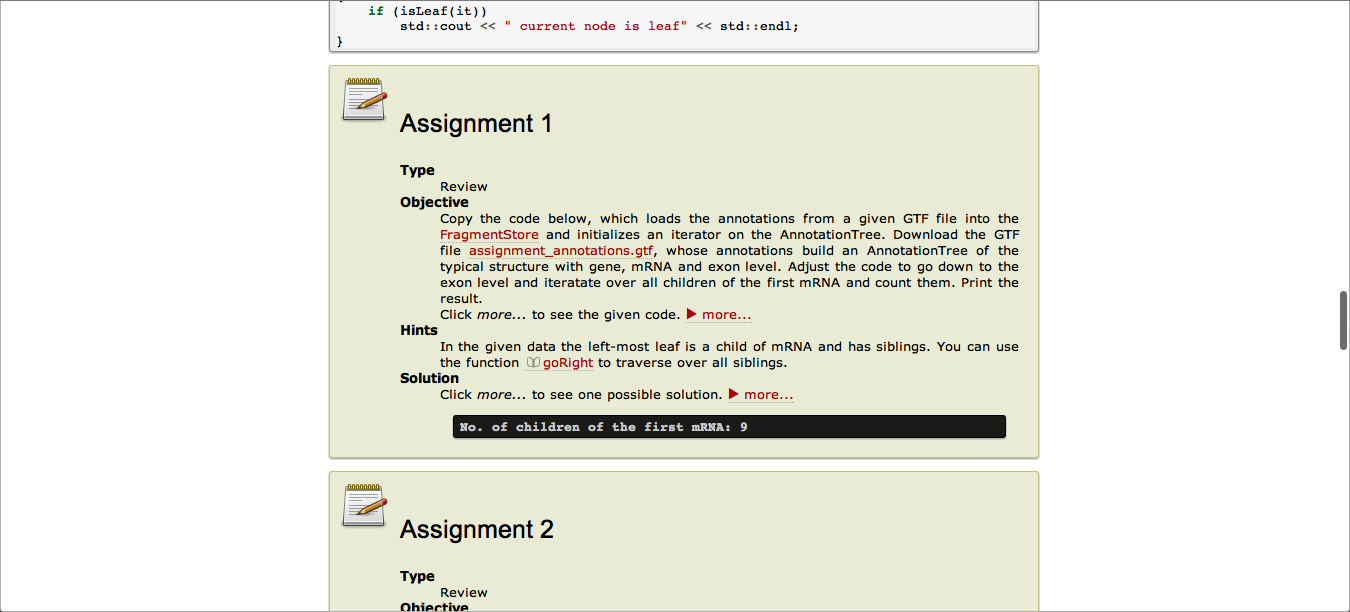 if (isLeaf(it))
std::cout << " current node is leaf" << std::endl;
}
Assignment 1
Type
Review
Objective
Copy the code below, which loads the annotations from a given GTF file into the
FragmentStore and initializes an iterator on the AnnotationTree. Download the GTF
file assignment_annotations.gtf, whose annotations build an AnnotationTree of the
typical structure with gene, mRNA and exon level. Adjust the code to go down to the
exon level and iteratate over all children of the first mRNA and count them. Print the
result.
Click more... to see the given code. ▶ more...
Hints
In the given data the left-most leaf is a child of mRNA and has siblings. You can use
the function goRight to traverse over all siblings.
Solution
Click more... to see one possible solution. ▶ more...
No. of children of the first mRNA: 9
Assignment 2
Type
Review
Objective